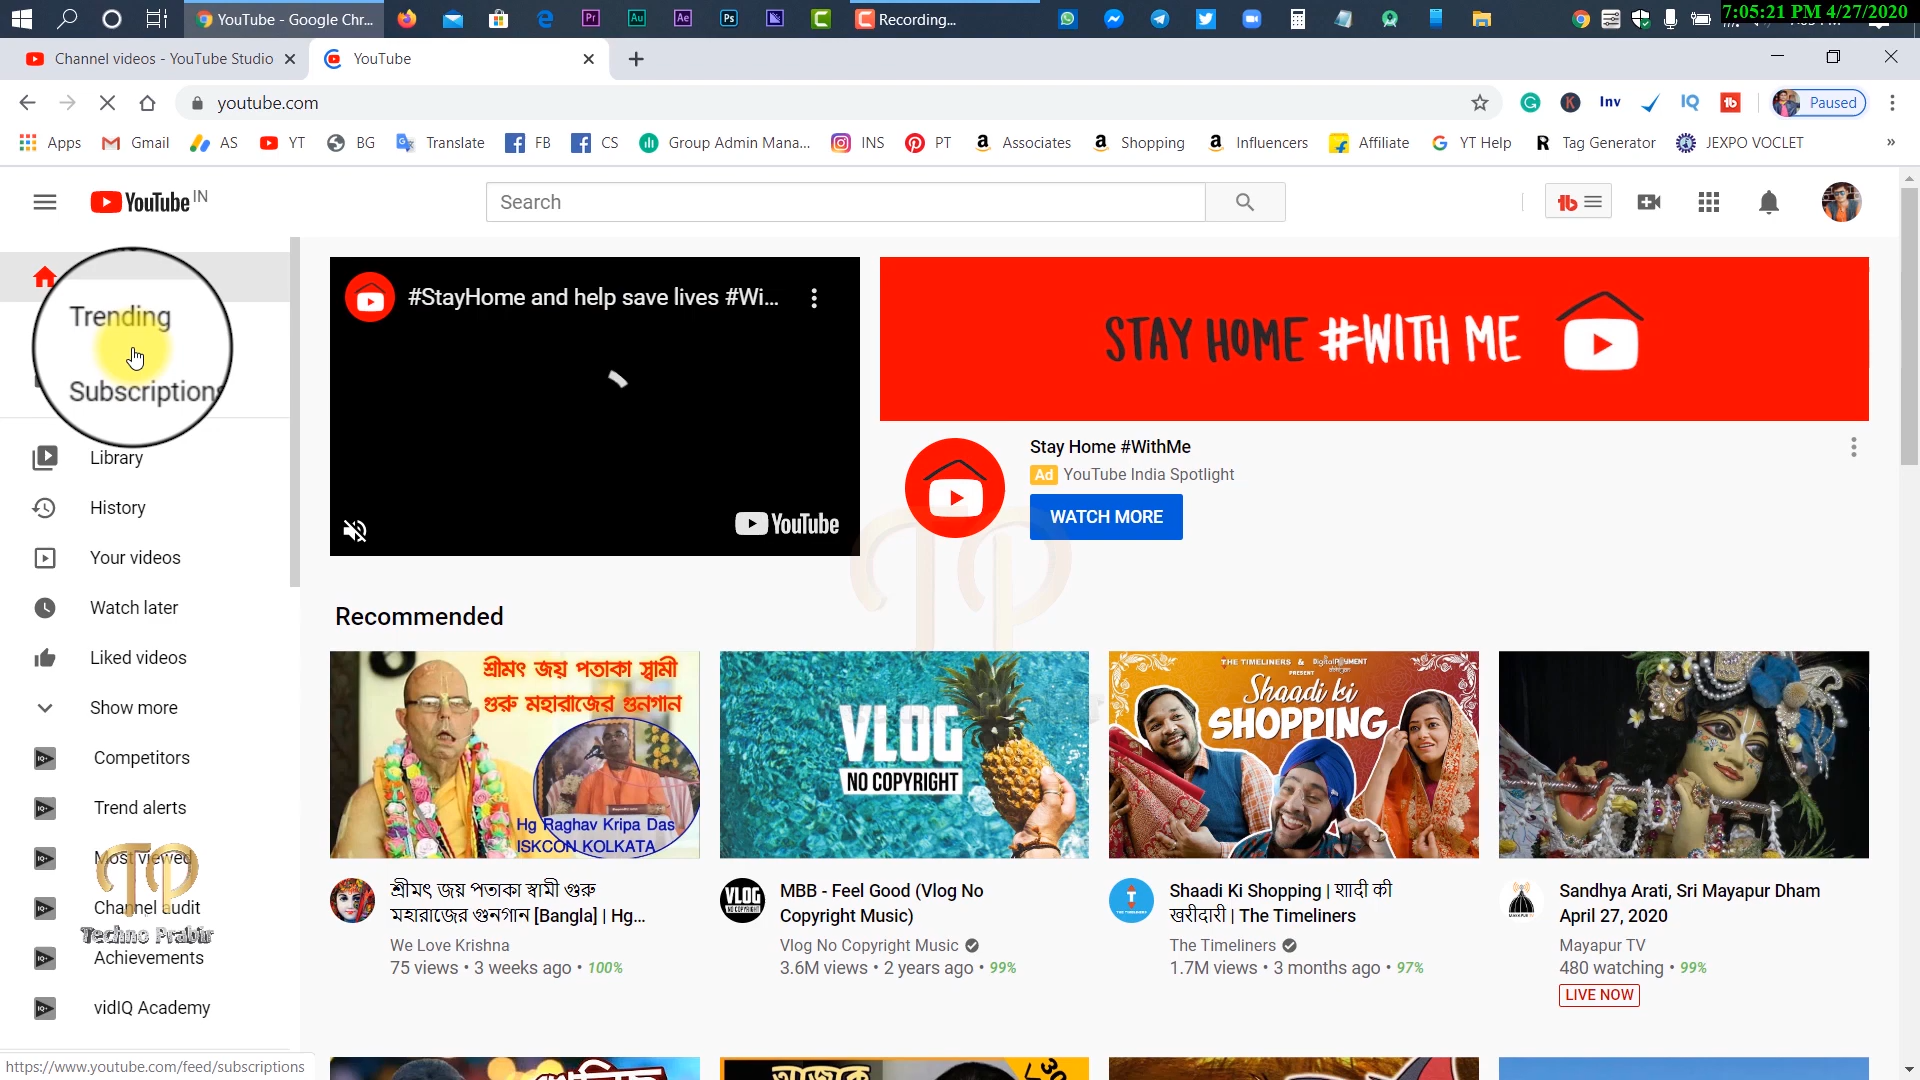 YouTube - Google Chr...
Recording...
7:05:21 PM 4/27/2020
Channel videos - YouTube Studio
YouTube
youtube.com
Inv
IQ
Paused
Apps
Gmail
AS
YT
BG
Translate
FB
CS
Group Admin Mana...
INS
PT
Associates
Shopping
Influencers
Affiliate
YT Help
Tag Generator
JEXPO VOCLET
YouTube IN
Search
Trending
Subscriptions
Library
History
Your videos
Watch later
Liked videos
Show more
Competitors
Trend alerts
Most viewed
Channel audit
Techno Prabir
Achievements
vidIQ Academy
https://www.youtube.com/feed/subscriptions
#StayHome and help save lives #Wi...
YouTube
STAY HOME #WITH ME
Stay Home #WithMe
Ad YouTube India Spotlight
WATCH MORE
Recommended
শ্রীমৎ জয় পতাকা স্বামী
গুরু মহারাজের গুনগান
Hg Raghav Kripa Das
ISKCON KOLKATA
শ্রীমৎ জয় পতাকা স্বামী গুরু
মহারাজের গুনগান [Bangla] | Hg...
We Love Krishna
75 views • 3 weeks ago • 100%
VLOG
NO COPYRIGHT
MBB - Feel Good (Vlog No
Copyright Music)
Vlog No Copyright Music
3.6M views • 2 years ago • 99%
THE TIMELINERS & DigitalPAYMENT
PRESENT
Shaadi ki
SHOPPING
Shaadi Ki Shopping | शादी की
खरीदारी | The Timeliners
The Timeliners
1.7M views • 3 months ago • 97%
Sandhya Arati, Sri Mayapur Dham
April 27, 2020
Mayapur TV
480 watching • 99%
LIVE NOW